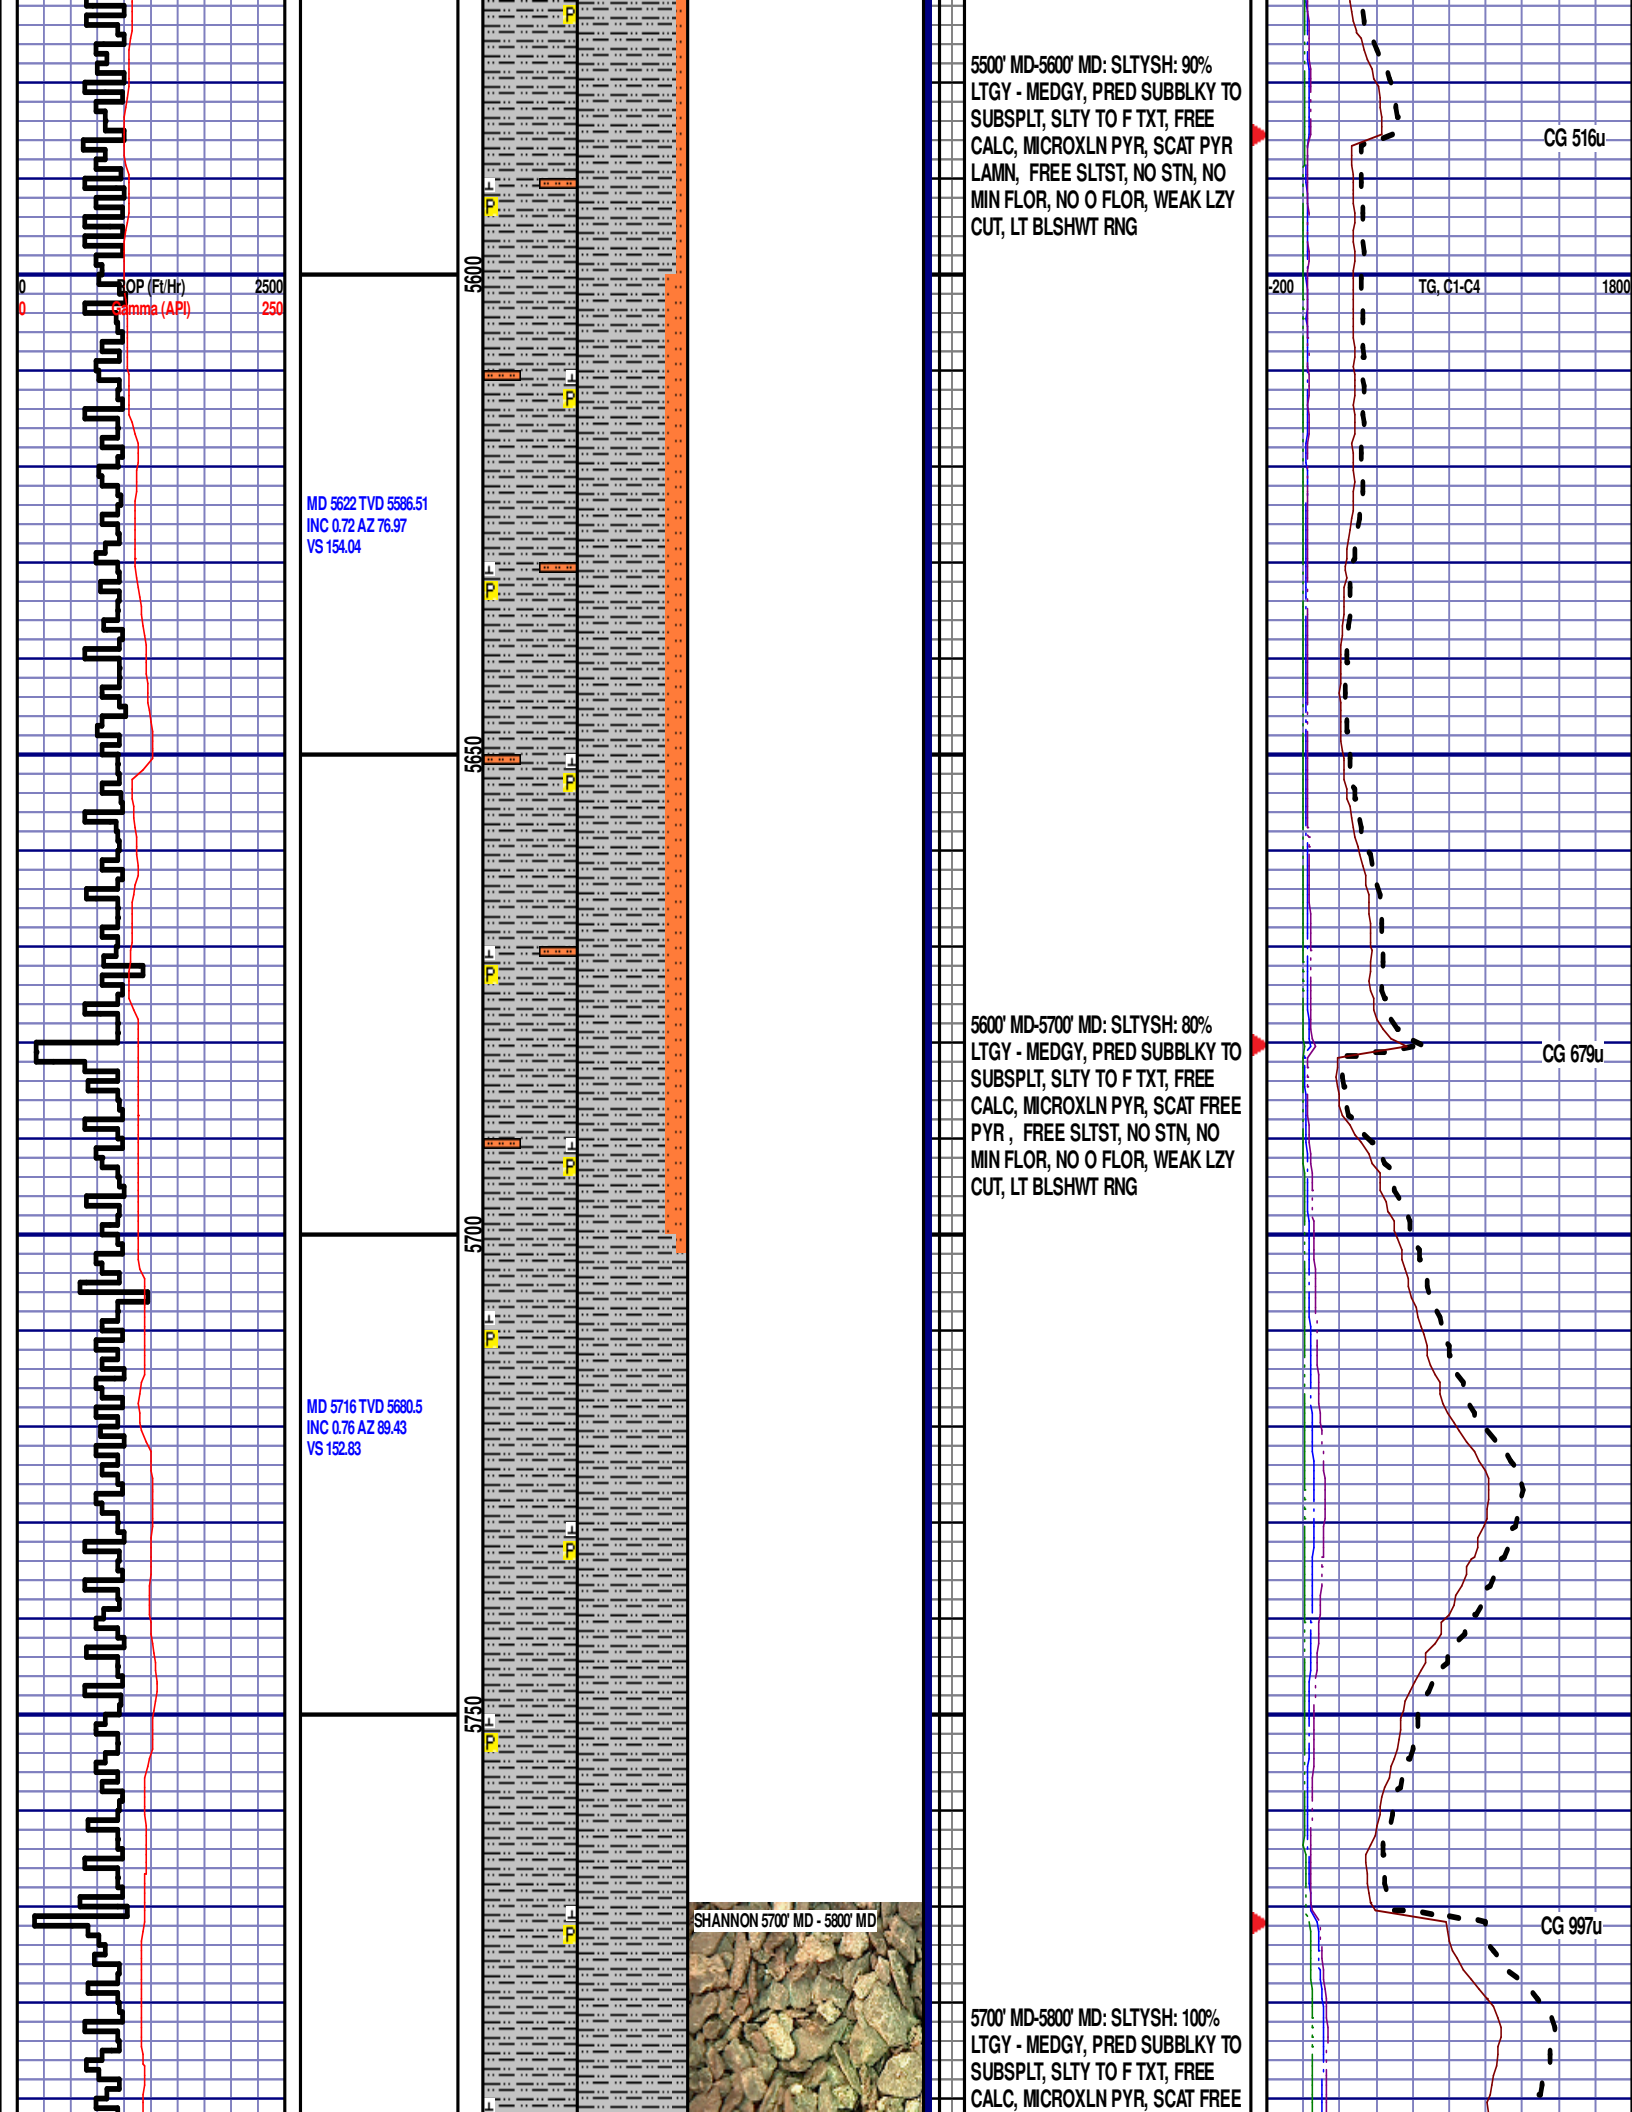 P
5500' MD-5600' MD: SLTYSH: 90%
LTGY - MEDGY, PRED SUBBLKY TO
SUBSPLT, SLTY TO F TXT, FREE
CALC, MICROXLN PYR, SCAT PYR
LAMN, FREE SLTST, NO STN, NO
MIN FLOR, NO O FLOR, WEAK LZY
CUT, LT BLSHWT RNG
CG 516u
P
5600
0 ROP (Ft/Hr) 2500
0 Gamma (API) 250
-200 TG, C1-C4 1800
P
MD 5622 TVD 5586.51
INC 0.72 AZ 76.97
VS 154.04
P
5650
P
P
5600' MD-5700' MD: SLTYSH: 80%
LTGY - MEDGY, PRED SUBBLKY TO
SUBSPLT, SLTY TO F TXT, FREE
CALC, MICROXLN PYR, SCAT FREE
PYR , FREE SLTST, NO STN, NO
MIN FLOR, NO O FLOR, WEAK LZY
CUT, LT BLSHWT RNG
CG 679u
P
5700
P
MD 5716 TVD 5680.5
INC 0.76 AZ 89.43
VS 152.83
P
5750
P
SHANNON 5700' MD - 5800' MD
P
CG 997u
5700' MD-5800' MD: SLTYSH: 100%
LTGY - MEDGY, PRED SUBBLKY TO
SUBSPLT, SLTY TO F TXT, FREE
CALC, MICROXLN PYR, SCAT FREE